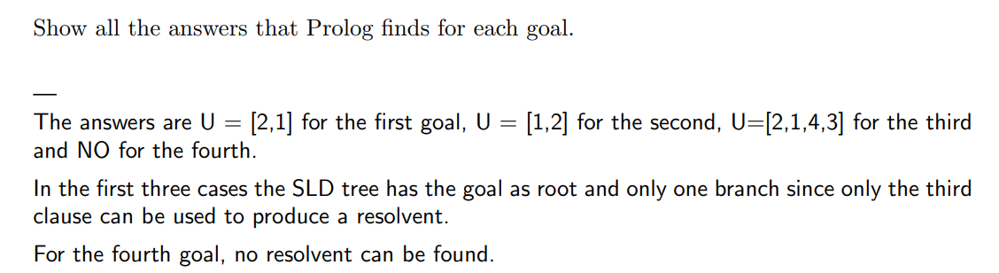 Show all the answers that Prolog finds for each goal.
—
The answers are U = [2,1] for the first goal, U = [1,2] for the second, U=[2,1,4,3] for the third
and NO for the fourth.
In the first three cases the SLD tree has the goal as root and only one branch since only the third
clause can be used to produce a resolvent.
For the fourth goal, no resolvent can be found.